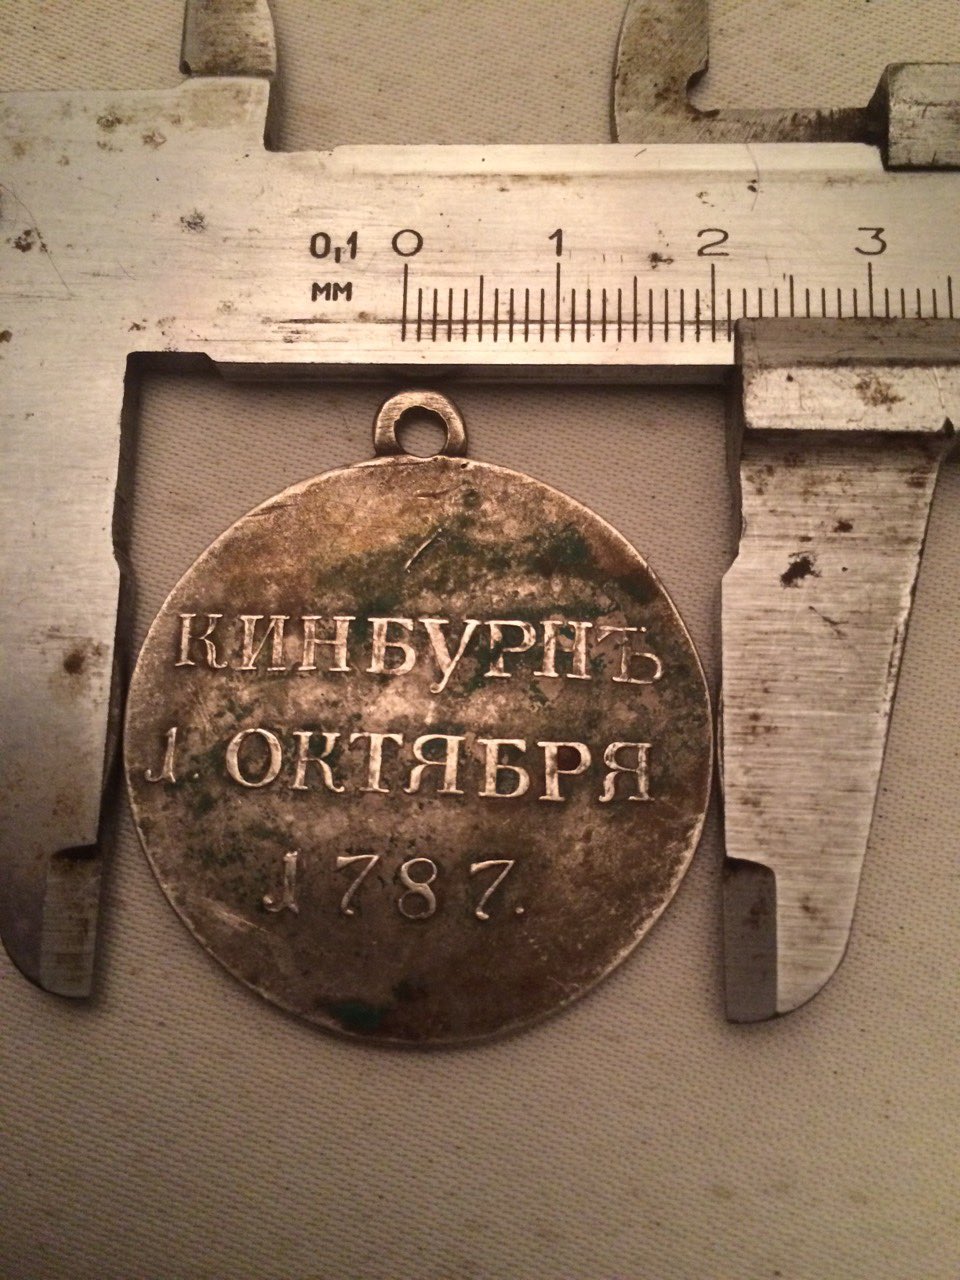 0,1 0 1 2 3
мм
КИНБУРНЪ
1. ОКТЯБРЯ
1787.